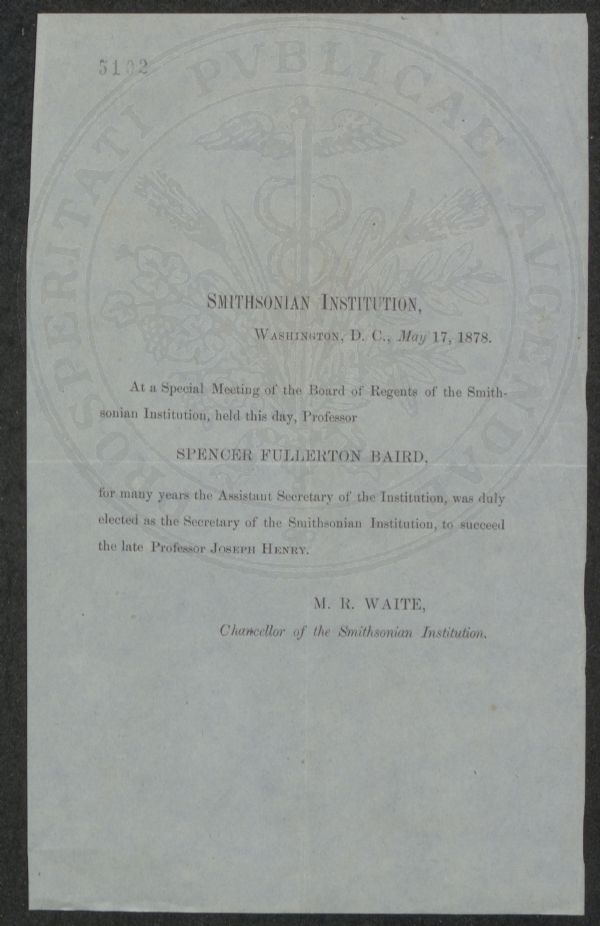 5102
PROSPERITATI PVBLICAE AVGENDAE
SMITHSONIAN INSTITUTION,
WASHINGTON, D. C., May 17, 1878.
At a Special Meeting of the Board of Regents of the Smith-
sonian Institution, held this day, Professor
SPENCER FULLERTON BAIRD,
for many years the Assistant Secretary of the Institution, was duly
elected as the Secretary of the Smithsonian Institution, to succeed
the late Professor JOSEPH HENRY.
M. R. WAITE,
Chancellor of the Smithsonian Institution.